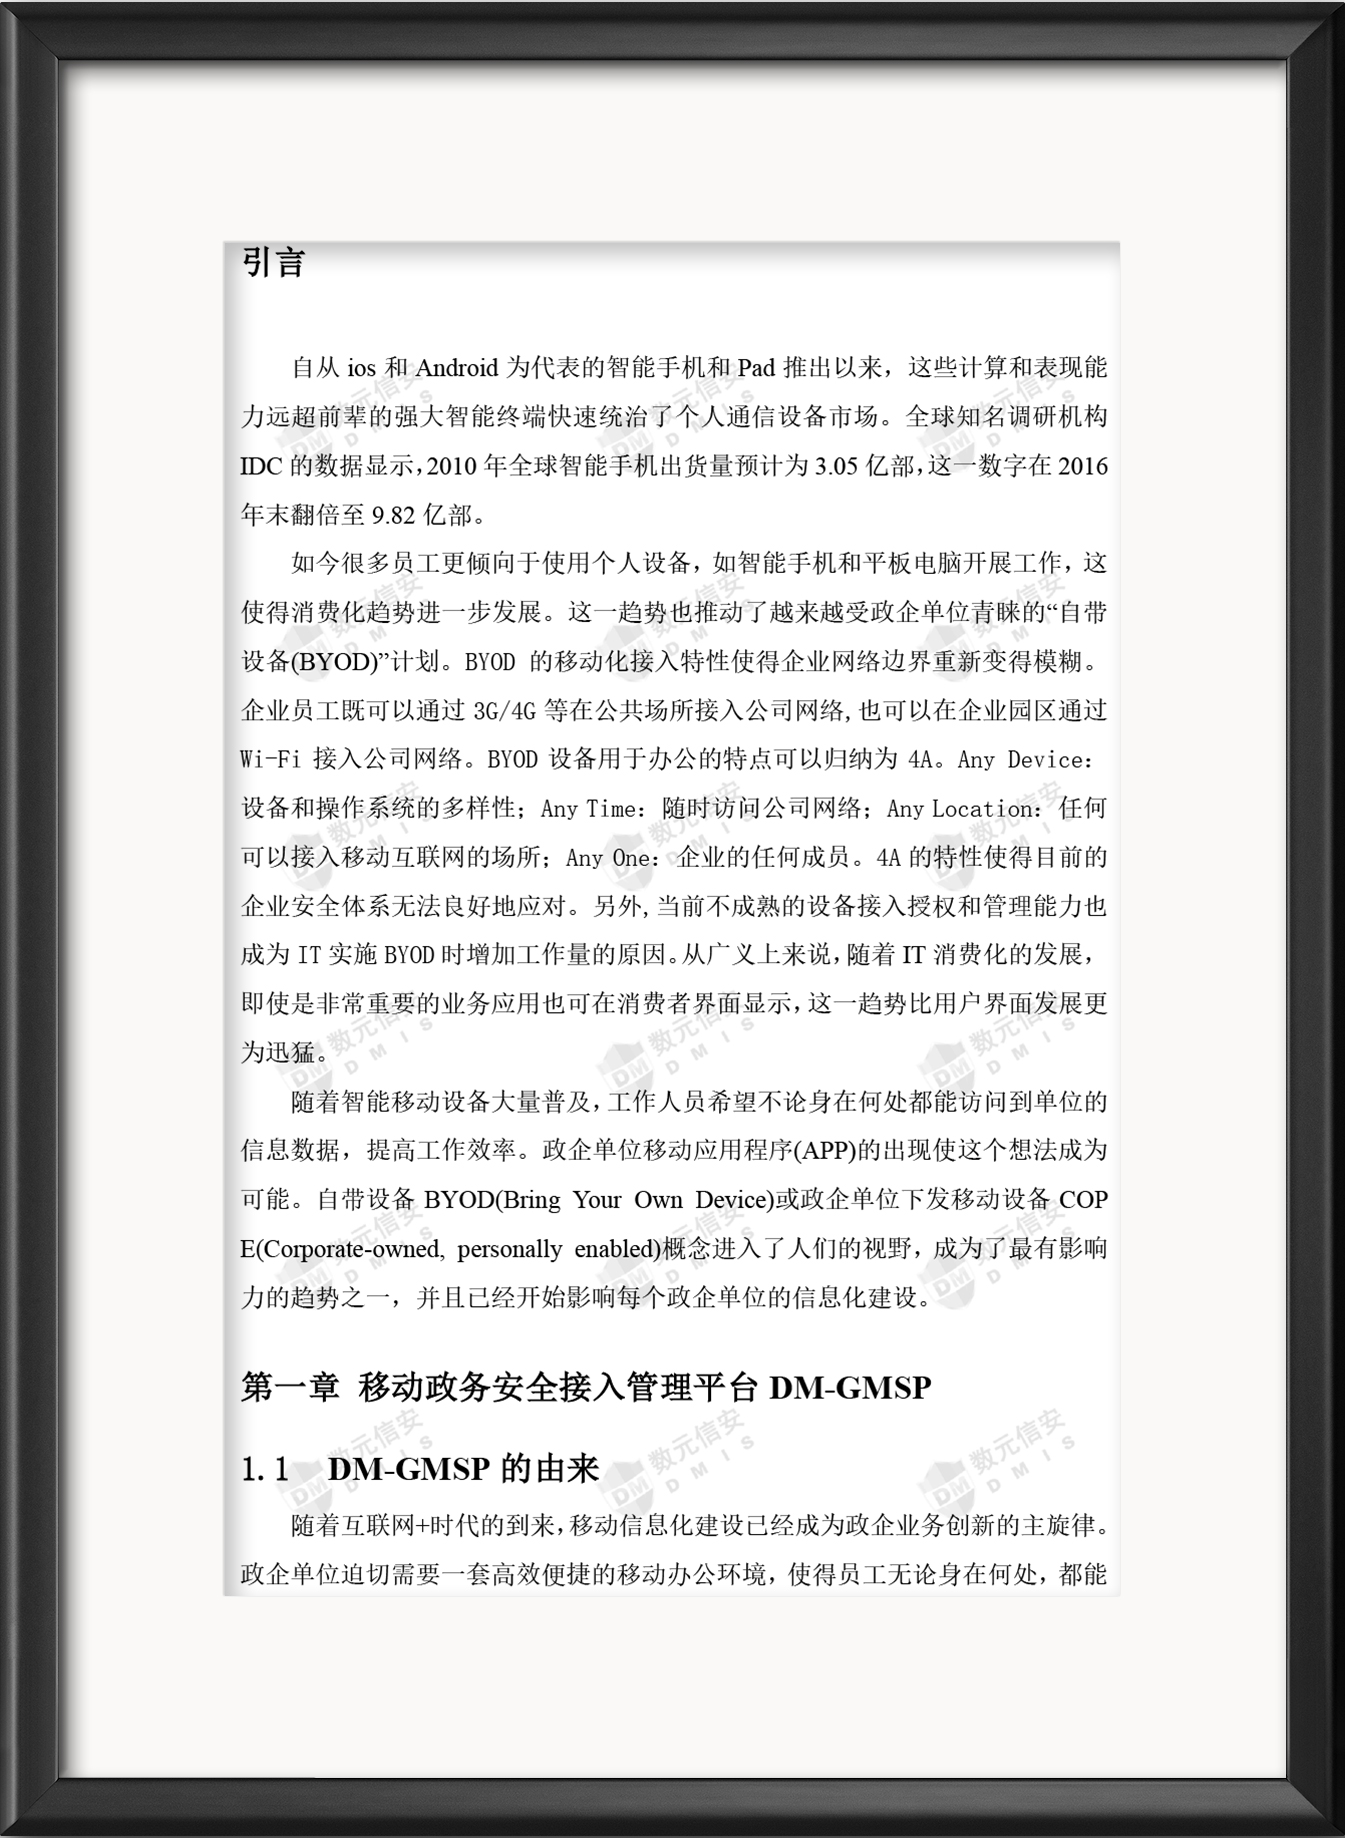 引言
自从 ios 和 Android 为代表的智能手机和 Pad 推出以来，这些计算和表现能
力远超前辈的强大智能终端快速统治了个人通信设备市场。全球知名调研机构
IDC 的数据显示，2010 年全球智能手机出货量预计为 3.05 亿部，这一数字在 2016
年末翻倍至 9.82 亿部。
如今很多员工更倾向于使用个人设备，如智能手机和平板电脑开展工作，这
使得消费化趋势进一步发展。这一趋势也推动了越来越受政企单位青睐的“自带
设备(BYOD)”计划。BYOD 的移动化接入特性使得企业网络边界重新变得模糊。
企业员工既可以通过 3G/4G 等在公共场所接入公司网络,也可以在企业园区通过
Wi-Fi 接入公司网络。BYOD 设备用于办公的特点可以归纳为 4A。Any Device：
设备和操作系统的多样性；Any Time：随时访问公司网络；Any Location：任何
可以接入移动互联网的场所；Any One：企业的任何成员。4A 的特性使得目前的
企业安全体系无法良好地应对。另外,当前不成熟的设备接入授权和管理能力也
成为 IT 实施 BYOD 时增加工作量的原因。从广义上来说，随着 IT 消费化的发展，
即使是非常重要的业务应用也可在消费者界面显示，这一趋势比用户界面发展更
为迅猛。
随着智能移动设备大量普及，工作人员希望不论身在何处都能访问到单位的
信息数据，提高工作效率。政企单位移动应用程序(APP)的出现使这个想法成为
可能。自带设备 BYOD(Bring Your Own Device)或政企单位下发移动设备 COP
E(Corporate-owned, personally enabled)概念进入了人们的视野，成为了最有影响
力的趋势之一，并且已经开始影响每个政企单位的信息化建设。
第一章 移动政务安全接入管理平台 DM-GMSP
1.1 DM-GMSP 的由来
随着互联网+时代的到来，移动信息化建设已经成为政企业务创新的主旋律。
政企单位迫切需要一套高效便捷的移动办公环境，使得员工无论身在何处，都能